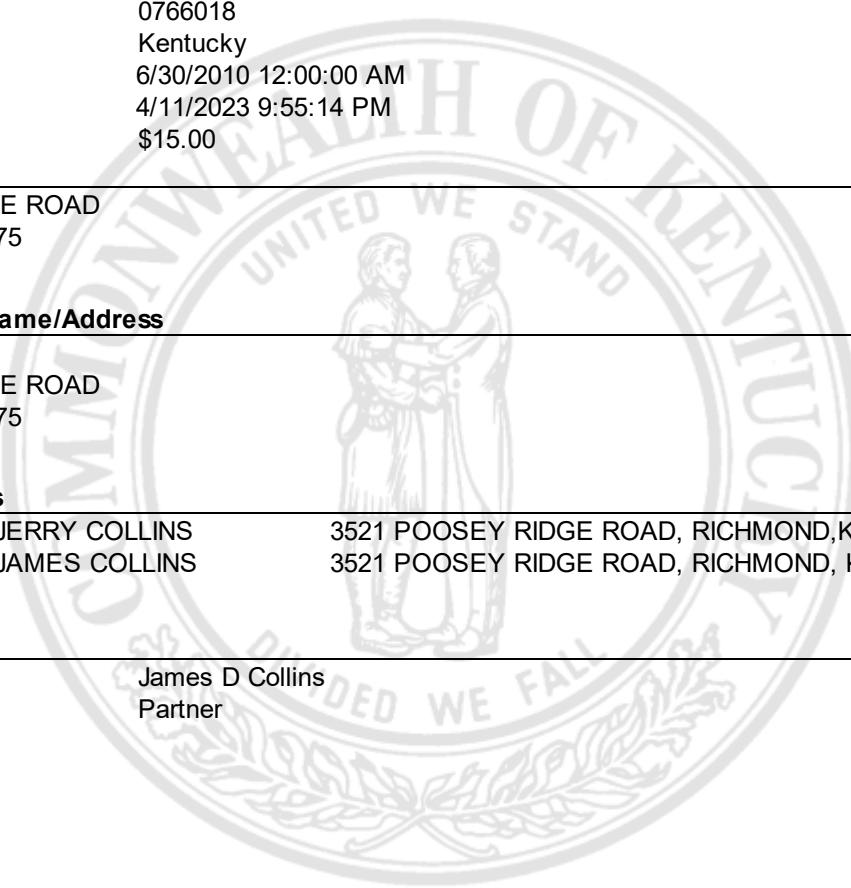 0766018
Kentucky
6/30/2010 12:00:00 AM
4/11/2023 9:55:14 PM
$15.00
E ROAD
75
ame/Address
E ROAD
75
s
JERRY COLLINS 3521 POOSEY RIDGE ROAD, RICHMOND,K
JAMES COLLINS 3521 POOSEY RIDGE ROAD, RICHMOND, K
James D Collins
Partner
COMMONWEALTH OF KENTUCKY
UNITED WE STAND
DIVIDED WE FALL